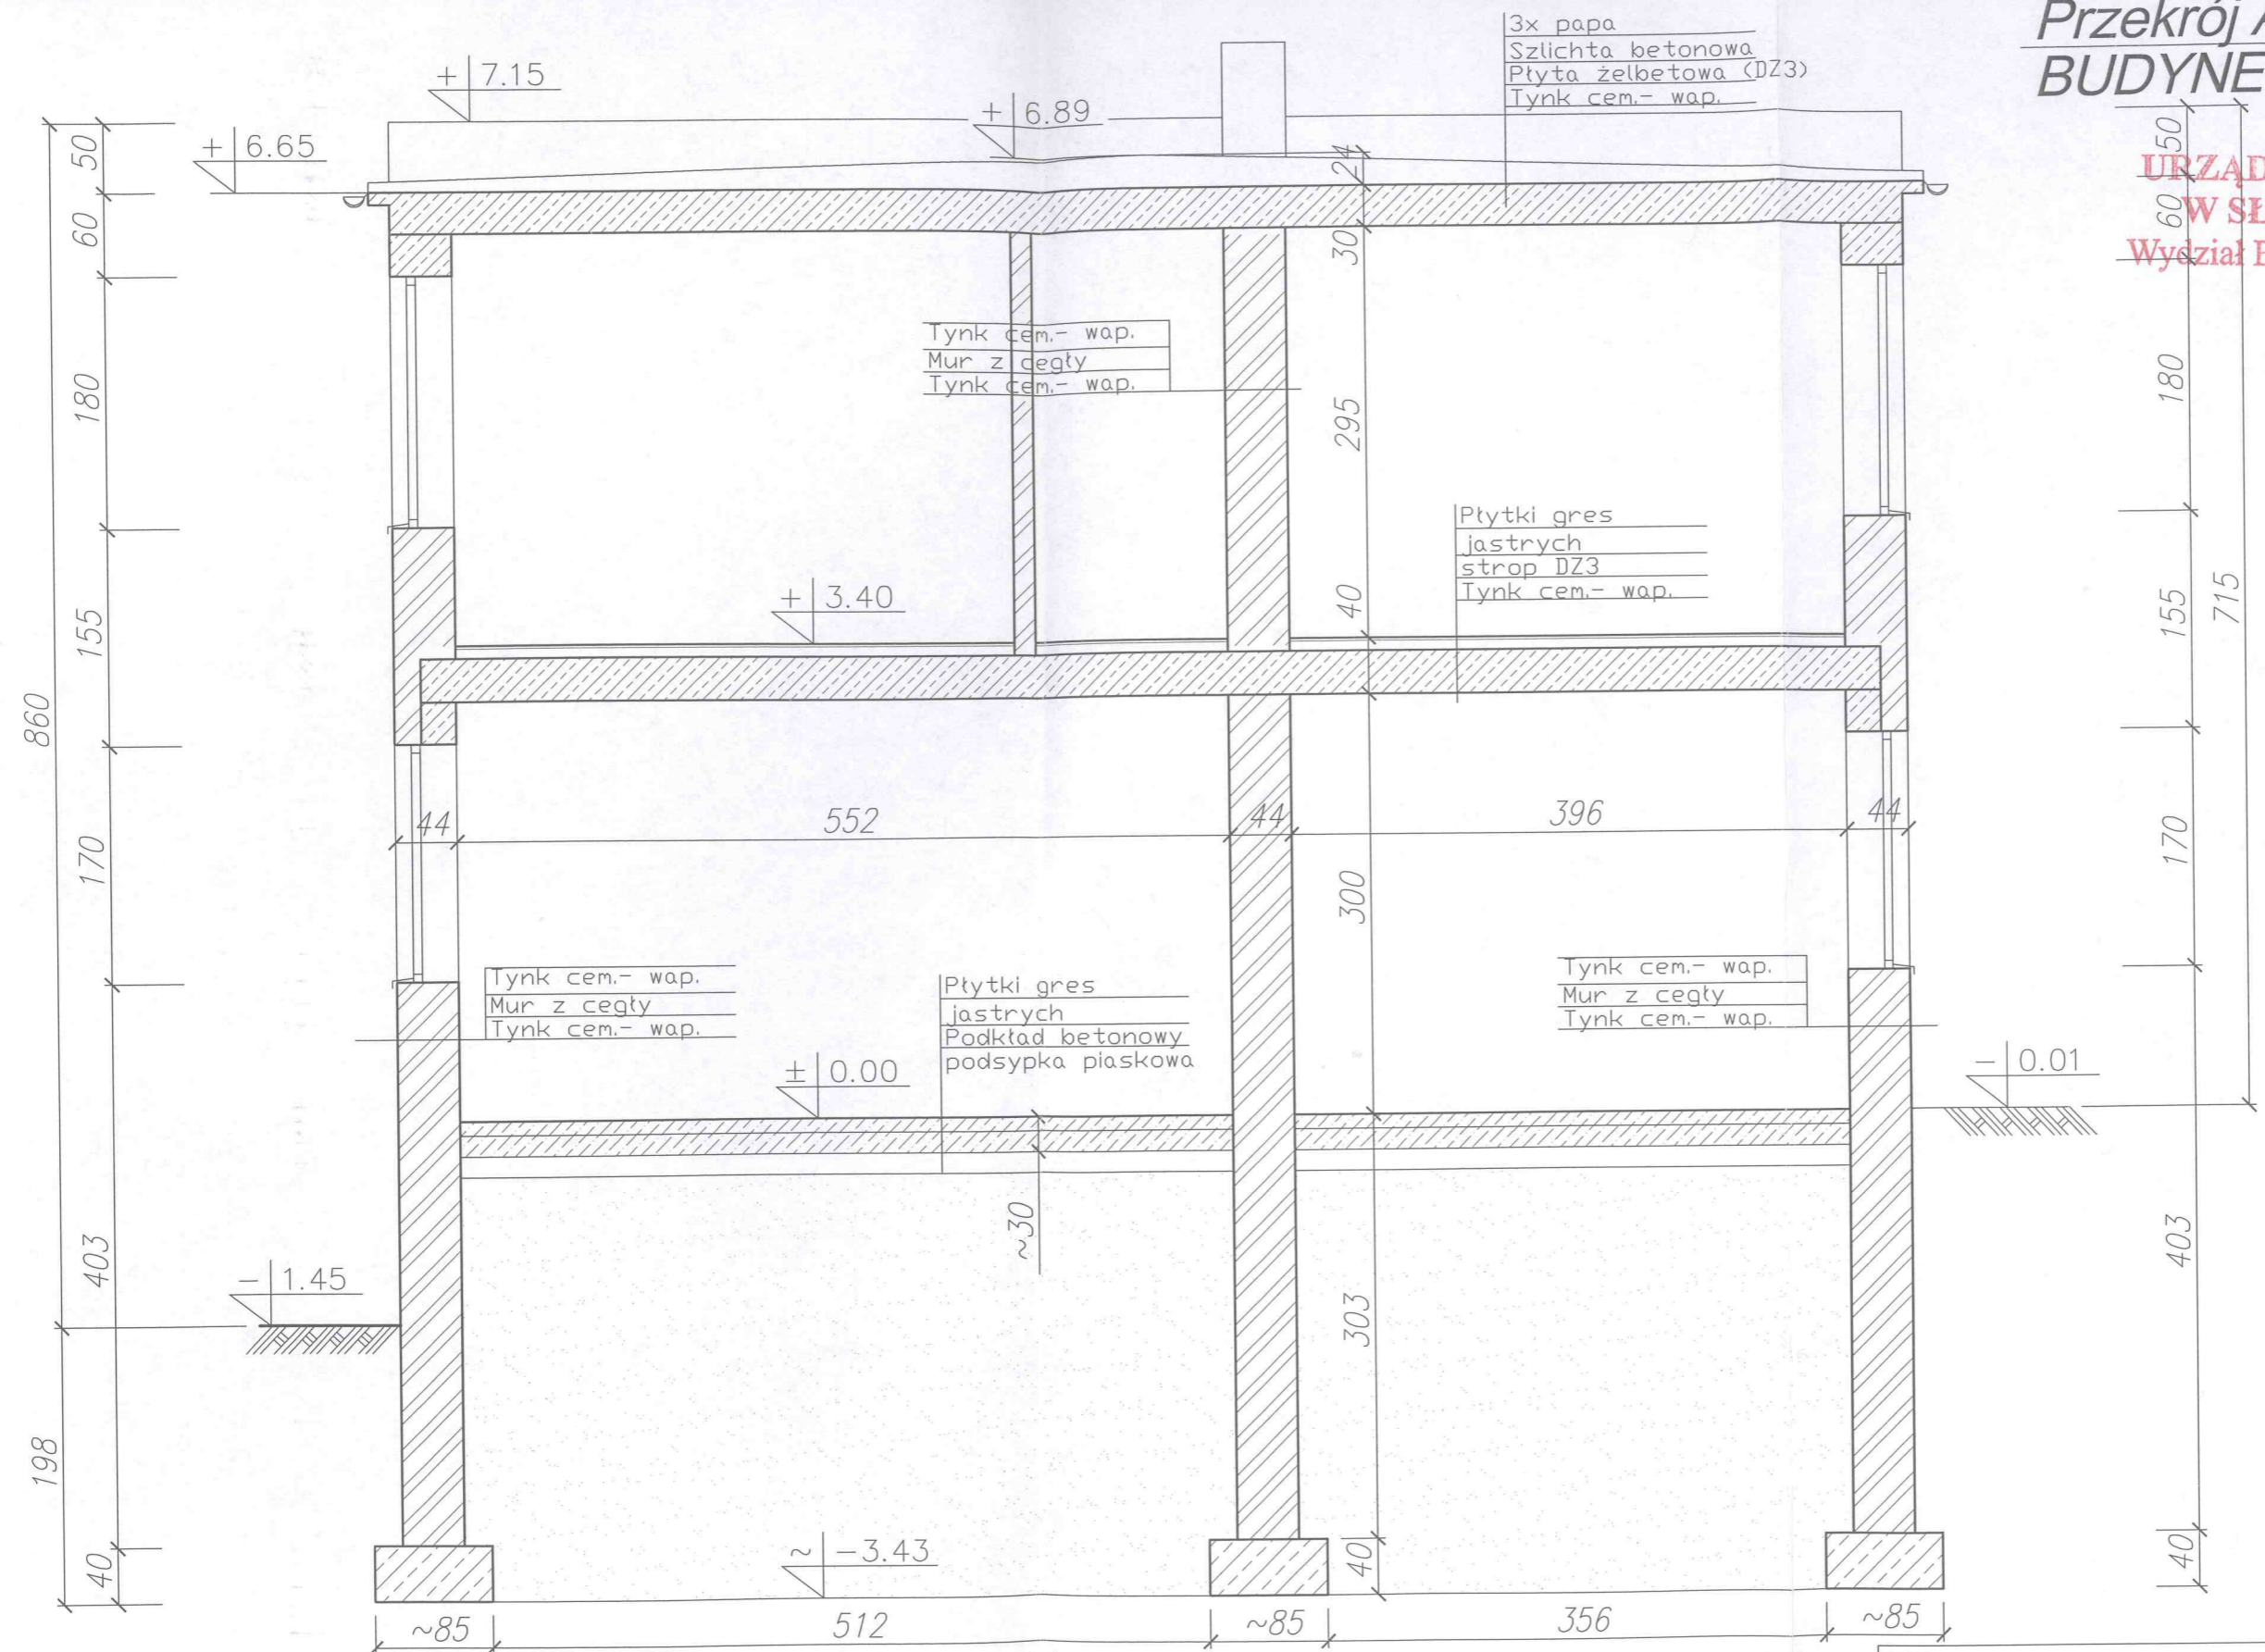 Przekrój A
BUDYNE
3x papa
Szlichta betonowa
Płyta żelbetowa (DZ3)
Tynk cem.- wap.
+ 7.15
+ 6.89
+ 6.65
URZĄD
W SŁ
Wydział
50
60
180
155
170
403
40
860
198
24
30
295
40
300
303
40
50
60
180
155
170
403
40
715
Tynk cem.- wap.
Mur z cegły
Tynk cem.- wap.
Płytki gres
jastrych
strop DZ3
Tynk cem.- wap.
+ 3.40
44
552
44
396
44
Tynk cem.- wap.
Mur z cegły
Tynk cem.- wap.
Płytki gres
jastrych
Podkład betonowy
podsypka piaskowa
Tynk cem.- wap.
Mur z cegły
Tynk cem.- wap.
± 0.00
- 0.01
~30
- 1.45
~ -3.43
~85
512
~85
356
~85